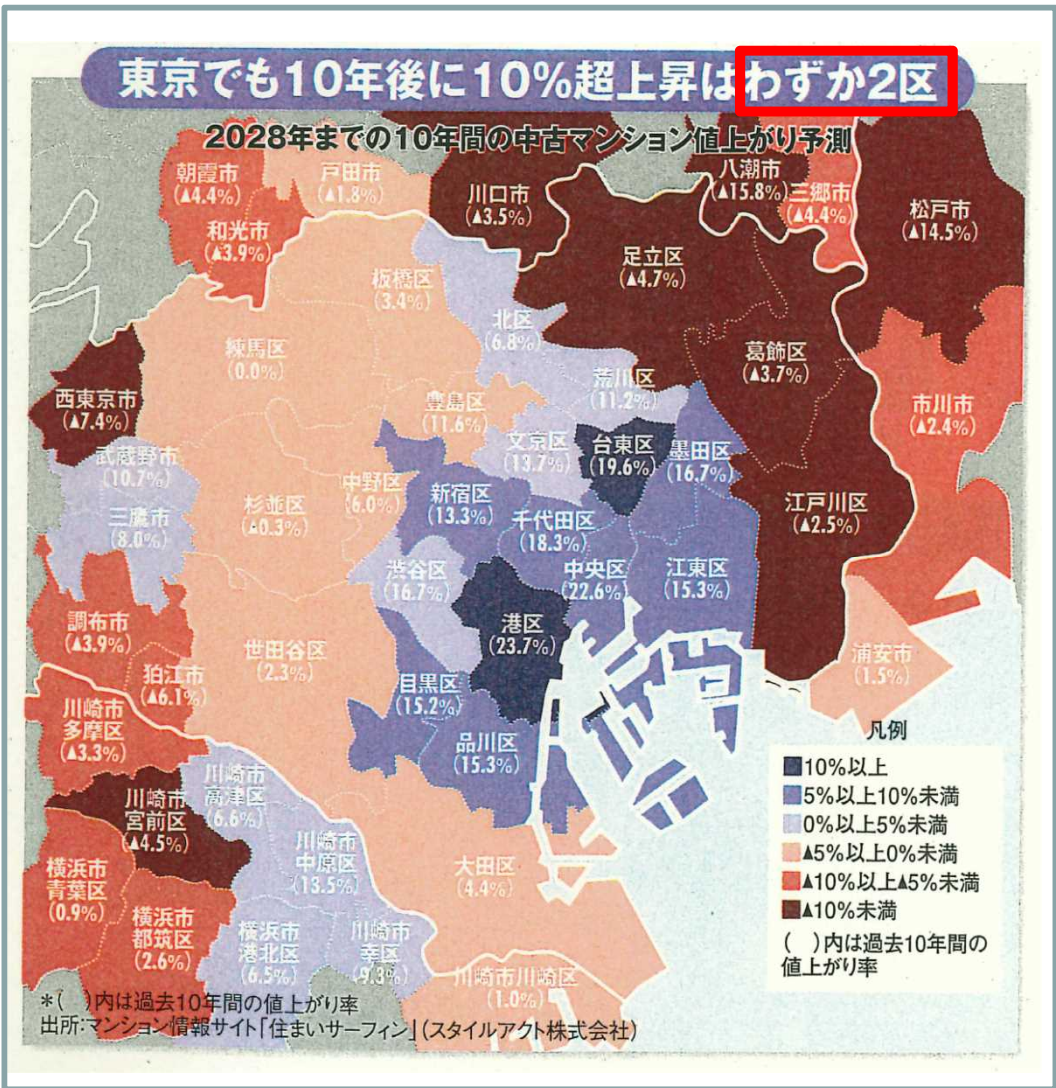 東京でも10年後に10%超上昇はわずか2区
2028年までの10年間の中古マンション値上がり予測
朝霞市
(▲4.4%)
戸田市
(▲1.8%)
川口市
(▲3.5%)
八潮市
(▲15.8%)
三郷市
(▲4.4%)
松戸市
(▲14.5%)
和光市
(▲3.9%)
板橋区
(3.4%)
足立区
(▲4.7%)
北区
(6.8%)
練馬区
(0.0%)
葛飾区
(▲3.7%)
荒川区
(11.2%)
西東京市
(▲7.4%)
豊島区
(11.6%)
市川市
(▲2.4%)
武蔵野市
(10.7%)
文京区
(13.7%)
台東区
(19.6%)
墨田区
(16.7%)
中野区
(6.0%)
新宿区
(13.3%)
杉並区
(▲0.3%)
江戸川区
(▲2.5%)
三鷹市
(8.0%)
千代田区
(18.3%)
渋谷区
(16.7%)
中央区
(22.6%)
江東区
(15.3%)
調布市
(▲3.9%)
港区
(23.7%)
世田谷区
(2.3%)
浦安市
(1.5%)
狛江市
(▲6.1%)
目黒区
(15.2%)
川崎市
多摩区
(▲3.3%)
品川区
(15.3%)
川崎市
高津区
(6.6%)
川崎市
宮前区
(▲4.5%)
川崎市
中原区
(13.5%)
大田区
(4.4%)
横浜市
青葉区
(0.9%)
横浜市
都筑区
(2.6%)
横浜市
港北区
(6.5%)
川崎市
幸区
(9.3%)
川崎市川崎区
(1.0%)
凡例
10%以上
5%以上10%未満
0%以上5%未満
▲5%以上0%未満
▲10%以上▲5%未満
▲10%未満
( )内は過去10年間の
値上がり率
*( )内は過去10年間の値上がり率
出所:マンション情報サイト「住まいサーフィン」(スタイルアクト株式会社)